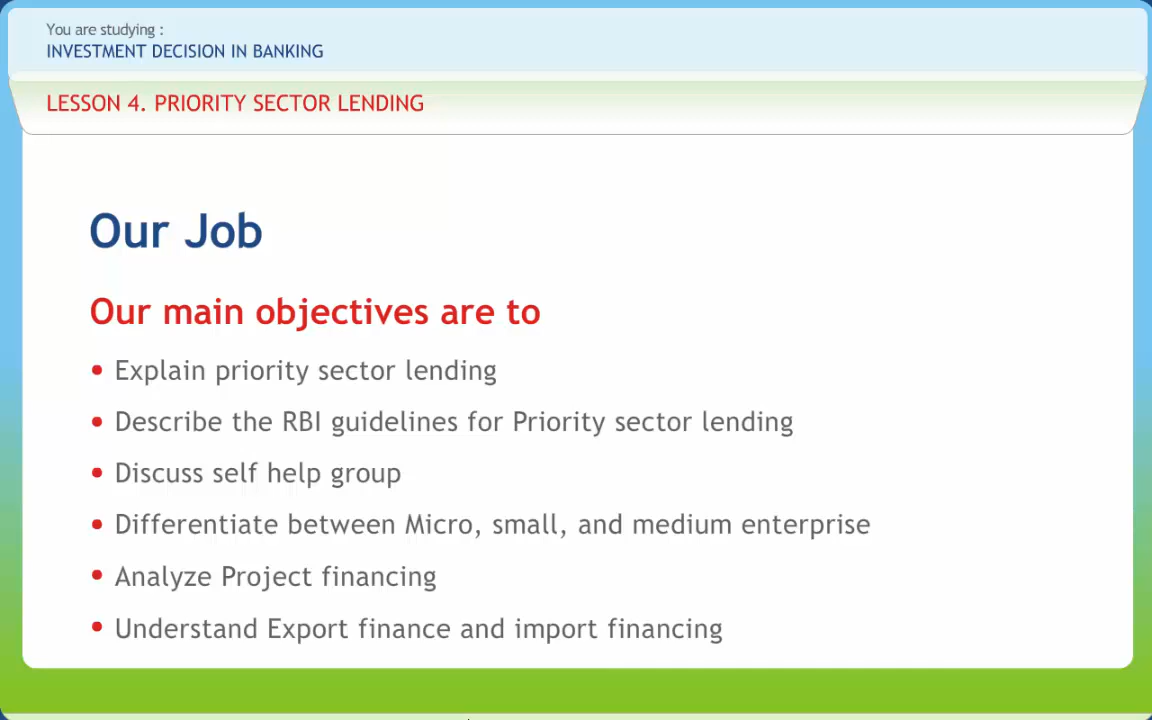 You are studying :
INVESTMENT DECISION IN BANKING
LESSON 4. PRIORITY SECTOR LENDING
Our Job
Our main objectives are to
• Explain priority sector lending
• Describe the RBI guidelines for Priority sector lending
• Discuss self help group
• Differentiate between Micro, small, and medium enterprise
• Analyze Project financing
• Understand Export finance and import financing